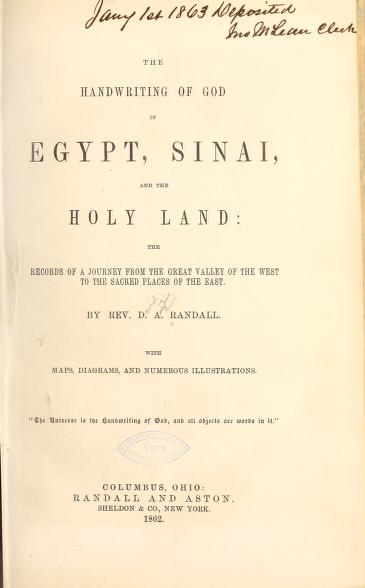 Jany 1st 1863 Deposited
Jno McLean Clerk
THE
HANDWRITING OF GOD
IN
EGYPT, SINAI,
AND THE
HOLY LAND:
THE
RECORDS OF A JOURNEY FROM THE GREAT VALLEY OF THE WEST
TO THE SACRED PLACES OF THE EAST.
BY REV. D. A. RANDALL.
WITH
MAPS, DIAGRAMS, AND NUMEROUS ILLUSTRATIONS.
"The Universe is the Handwriting of God, and all objects are words in it."
COLUMBUS, OHIO:
RANDALL AND ASTON.
SHELDON & CO., NEW YORK.
1862.